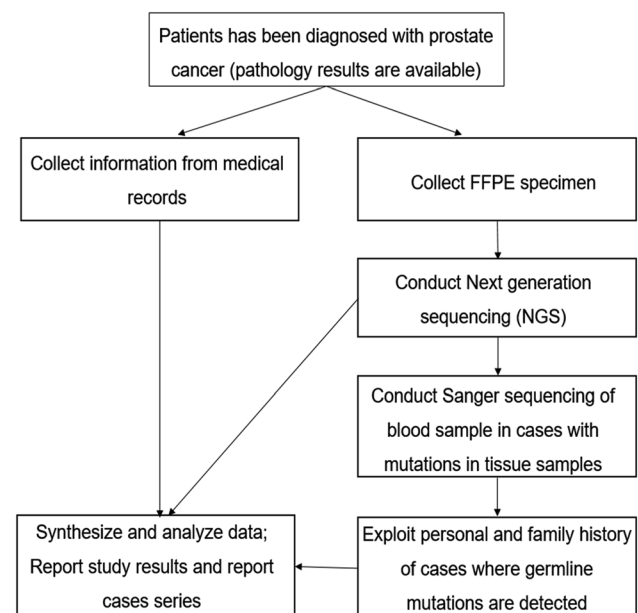 Patients has been diagnosed with prostate
cancer (pathology results are available)
Collect information from medical
records
Collect FFPE specimen
Conduct Next generation
sequencing (NGS)
Conduct Sanger sequencing of
blood sample in cases with
mutations in tissue samples
Synthesize and analyze data;
Report study results and report
cases series
Exploit personal and family history
of cases where germline
mutations are detected